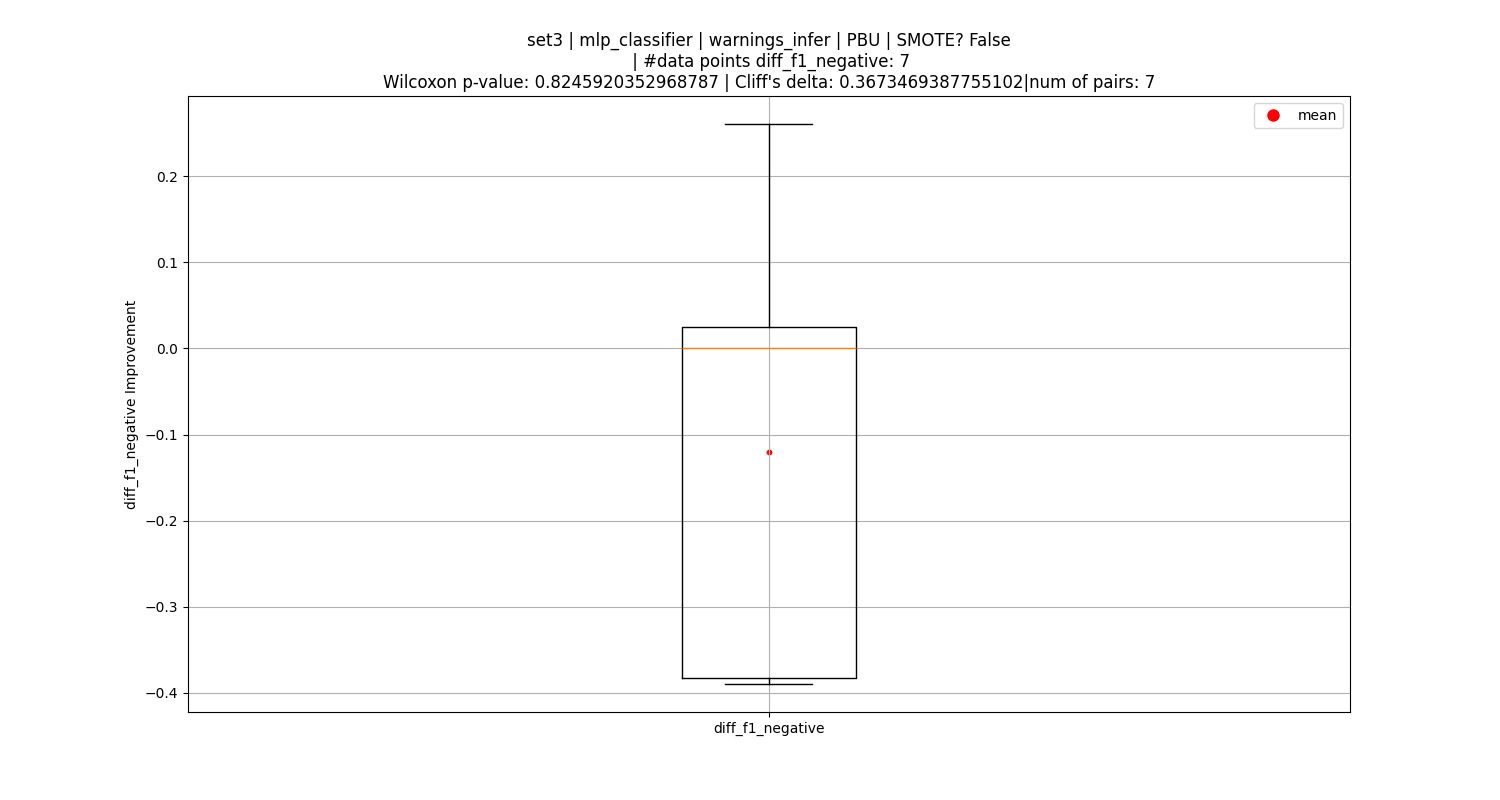 set3 | mlp_classifier | warnings_infer | PBU | SMOTE? False
| #data points diff_f1_negative: 7
Wilcoxon p-value: 0.8245920352968787 | Cliff's delta: 0.3673469387755102|num of pairs: 7
mean
0.2
0.1
0.0
−0.1
−0.2
−0.3
−0.4
diff_f1_negative Improvement
diff_f1_negative